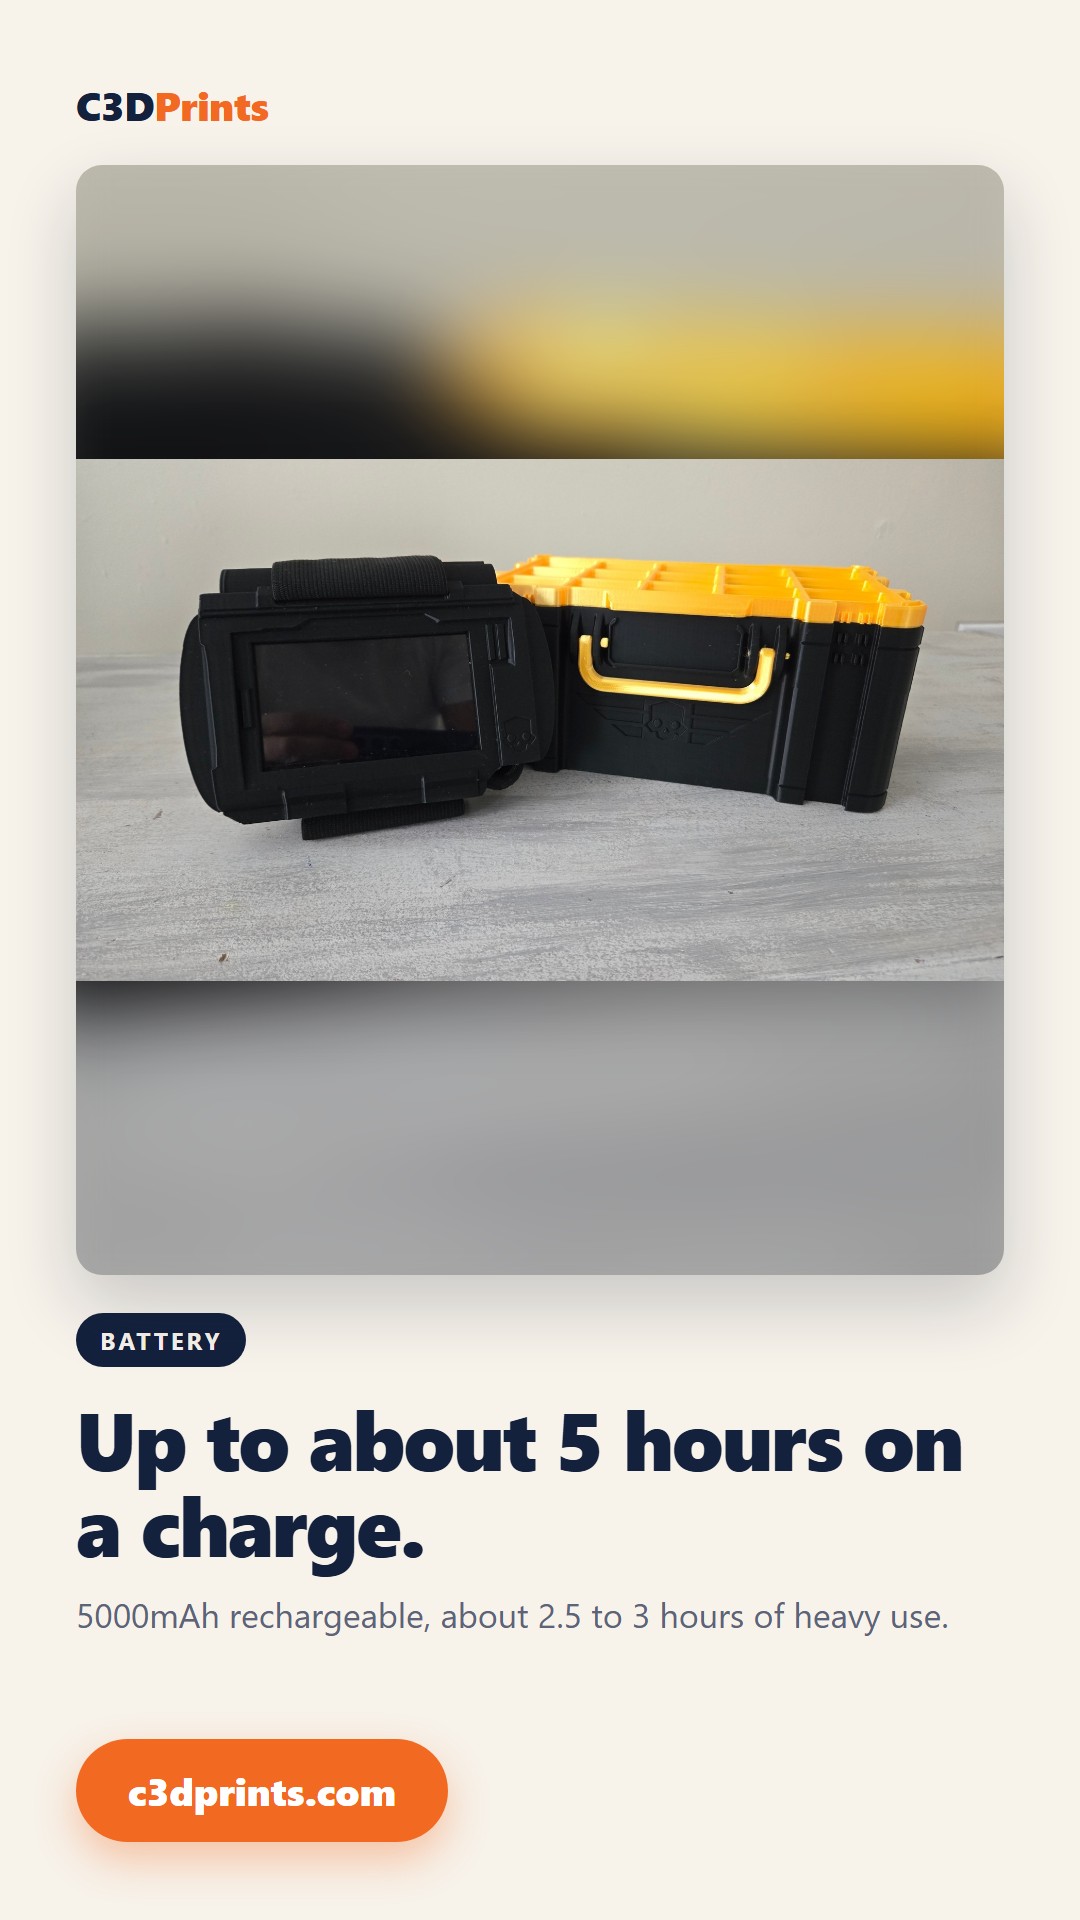 C3DPrints
BATTERY
Up to about 5 hours on
a charge.
5000mAh rechargeable, about 2.5 to 3 hours of heavy use.
c3dprints.com